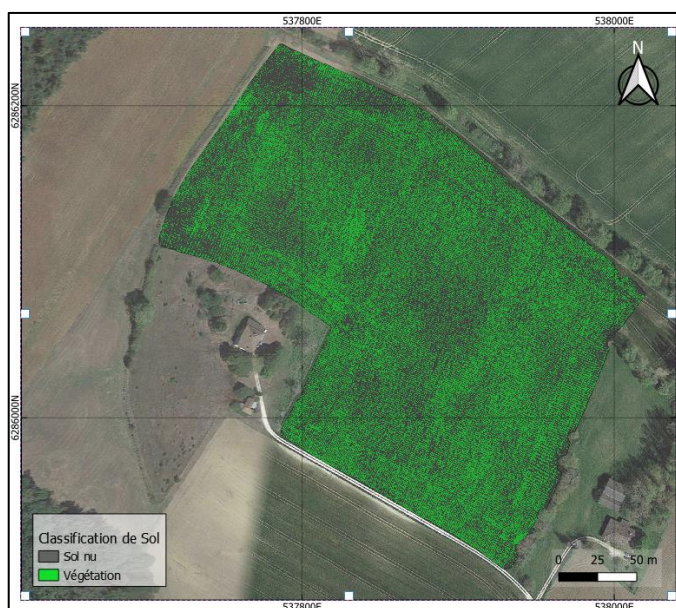 537800E 538000E
N
6286200N
6286000N
Classification de Sol
Sol nu
Végétation
0 25 50 m
537800E 538000E